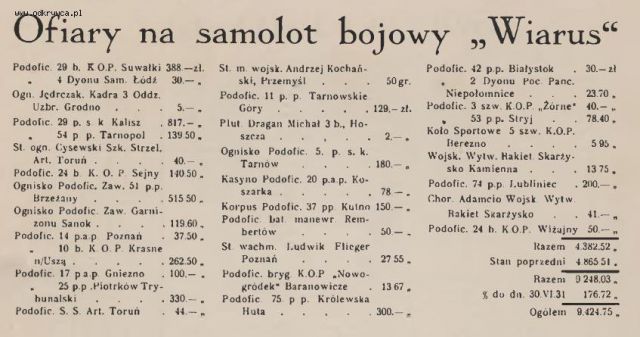 www.odkrywca.pl
Ofiary na samolot bojowy „Wiarus"
Podofic. 29 b. K O.P. Suwałki 388.—zł.
„ 4 Dyonu Sam. Łódź 30.—„
Ogn. Jędrczak. Kadra 3 Oddz.
Uzbr. Grodno . . . 5.—„
Podofic. 29 p. s. k Kalisz . 817.—„
„ 54 p p. Tarnopol . 139.50 „
St. ogn. Cysewski Szk. Strzel.
Art. Toruń . . . . 40.—„
Podofic. 24 b. K. O. P. Sejny 140.50 „
Ognisko Podofic. Zaw. 51 p.p.
Brzeżany . . . . 515.50 „
Ognisko Podofic. Zaw. Garni-
zonu Sanok . . . . 119.60 „
Podofic. 14 p.a.p. Poznań . 37.50 „
„ 10 b. K O. P. Krasne
n/Uszą . . . . 262.50 „
Podofic. 17 p.a.p. Gniezno . 100.—„
„ 25 p.p .Piotrków Try-
bunalski . . . . 330.—„
Podofic. S. S. Art. Toruń . 44.—„
St. m. wojsk. Andrzej Kochań-
ski, Przemyśl . . . 50 gr.
Podofic. 11 p. p. Tarnowskie
Góry . . . . . 129.—zł.
Plut. Dragan Michał 3 b., Ho-
szcza . . . . . 2.—„
Ognisko Podofic. 5. p. s. k.
Tarnów . . . . 180.—„
Kasyno Podofic. 20 p.a.p. Ko-
szarka . . . . 78 —„
Korpus Podofic. 37 pp. Kutno 150.—„
Podofic. bat. manewr. Rem-
bertów . . . . 50.—„
St. wachm. Ludwik Flieger
Poznań . . . . 27 55 „
Podofic. bryg. K.O.P „Nowo-
gródek" Baranowicze . 13 67 „
Podofic. 75. p. p. Królewska
Huta . . . . . 300.—„
Podofic. 42 p.p. Białystok . 30.—zł
„ 2 Dyonu Poc. Panc.
Niepołomnice . . . 23.70 „
Podofic. 3 szw. K.O.P. „Żórne" 40.—„
„ 53 p.p. Stryj . . 78.40 „
Koło Sportowe 5 szw. K.O.P.
Berezno . . . . 5 95 „
Wojsk. Wytw. Rakiet Skarży-
sko Kamienna . . . 13 75 „
Podofic. 74 p.p. Lubliniec . 200.—„
Chor. Adamcio Wojsk Wytw.
Rakiet Skarżysko . . 41.—„
Podofic. 24 b. KOP. Wiżajny 50.—„
Razem 4.382.52 „
Stan poprzedni 4 865 51 „
Razem 9 248.03 „
% do dn. 30.VI.31 176.72 „
Ogółem 9.424.75 „